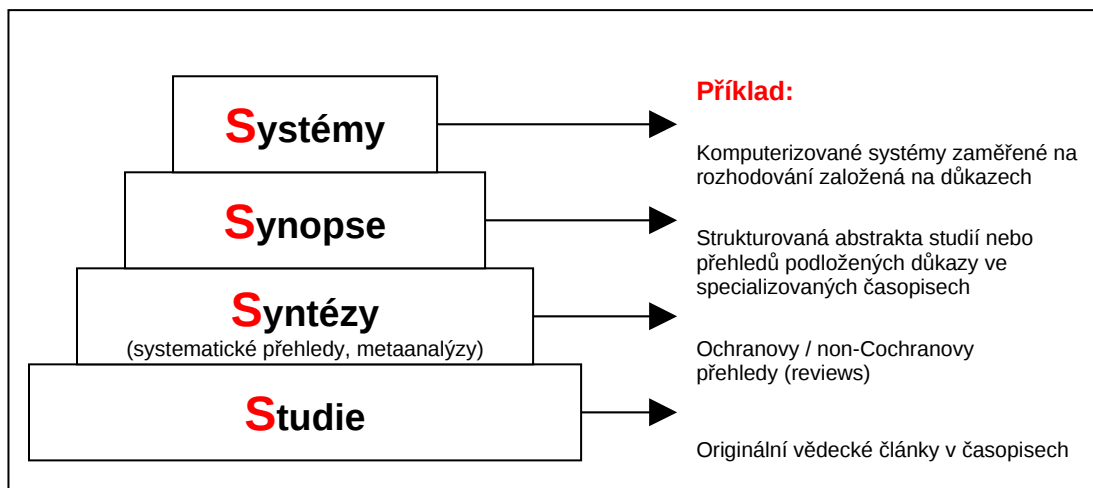 Příklad:
Systémy
Komputerizované systémy zaměřené na
rozhodování založená na důkazech
Synopse
Strukturovaná abstrakta studií nebo
přehledů podložených důkazy ve
specializovaných časopisech
Syntézy
(systematické přehledy, metaanalýzy)
Ochranovy / non-Cochranovy
přehledy (reviews)
Studie
Originální vědecké články v časopisech